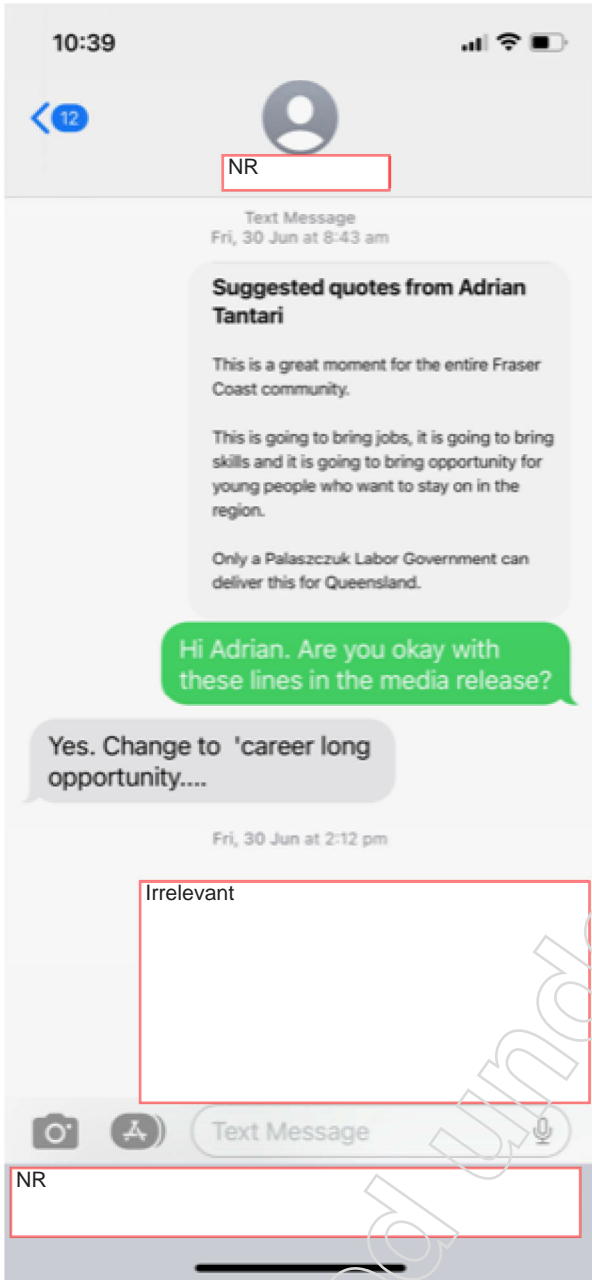 10:39
12
NR
Text Message
Fri, 30 Jun at 8:43 am
Suggested quotes from Adrian
Tantari
This is a great moment for the entire Fraser
Coast community.
This is going to bring jobs, it is going to bring
skills and it is going to bring opportunity for
young people who want to stay on in the
region.
Only a Palaszczuk Labor Government can
deliver this for Queensland.
Hi Adrian. Are you okay with
these lines in the media release?
Yes. Change to 'career long
opportunity....
Fri, 30 Jun at 2:12 pm
Irrelevant
Text Message
NR